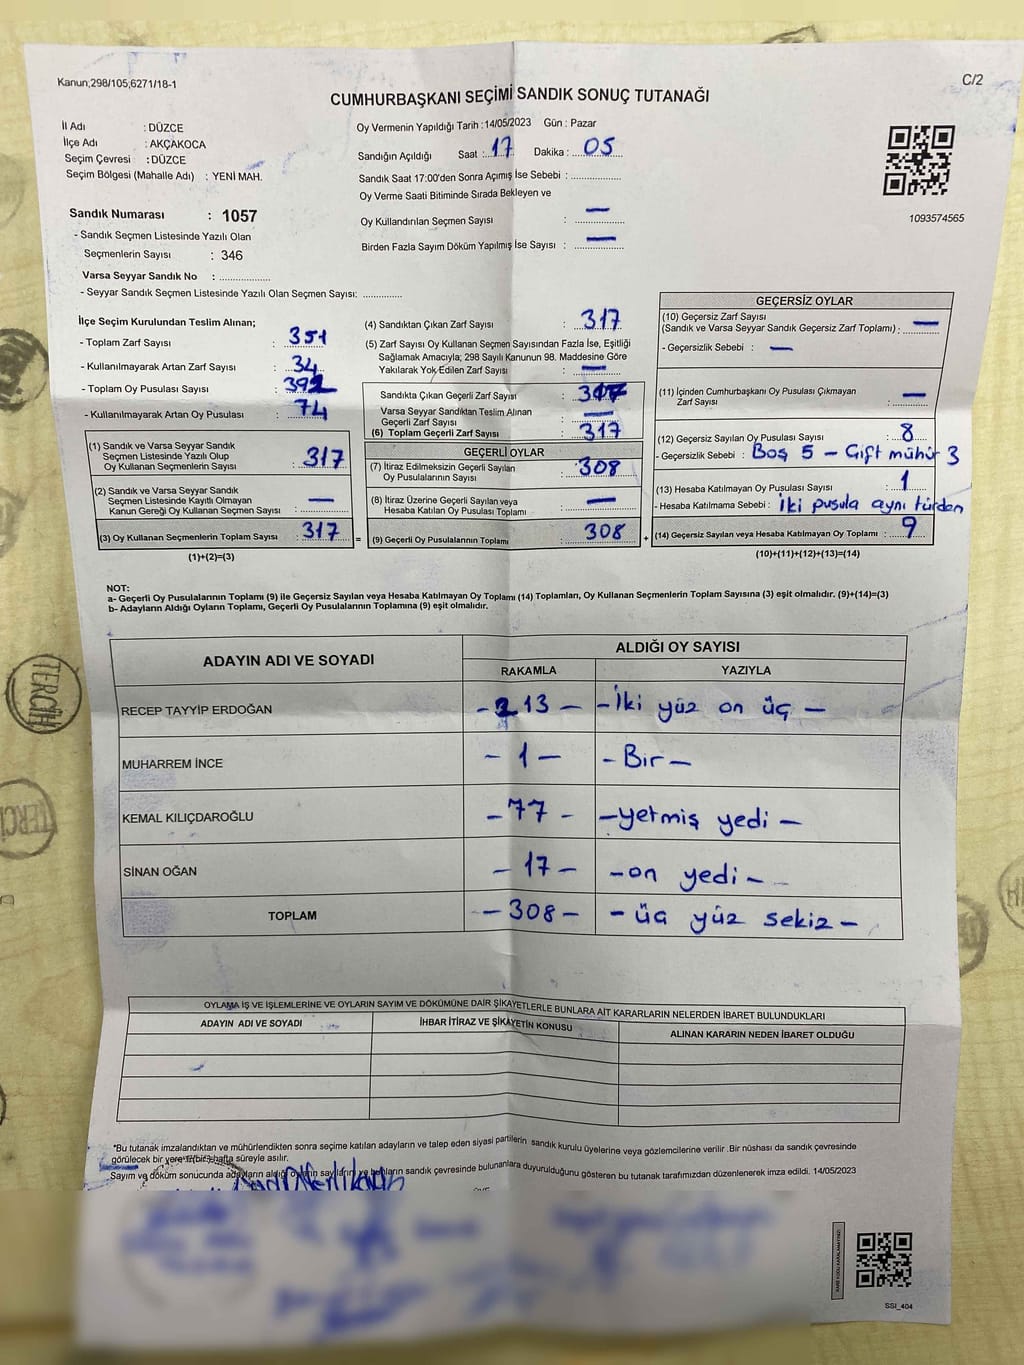 Kanun;298/105;6271/18-1
C/2
CUMHURBAŞKANI SEÇİMİ SANDIK SONUÇ TUTANAĞI
İl Adı : DÜZCE
İlçe Adı : AKÇAKOCA
Seçim Çevresi : DÜZCE
Seçim Bölgesi (Mahalle Adı) : YENİ MAH.
Oy Vermenin Yapıldığı Tarih :14/05/2023 Gün : Pazar
Sandığın Açıldığı Saat : 17 Dakika : 05
Sandık Saat 17:00'den Sonra Açımış İse Sebebi :
Oy Verme Saati Bitiminde Sırada Bekleyen ve
Oy Kullandırılan Seçmen Sayısı : —
Birden Fazla Sayım Döküm Yapılmış İse Sayısı : —
1093574565
Sandık Numarası : 1057
- Sandık Seçmen Listesinde Yazılı Olan
Seçmenlerin Sayısı : 346
Varsa Seyyar Sandık No :
- Seyyar Sandık Seçmen Listesinde Yazılı Olan Seçmen Sayısı:
İlçe Seçim Kurulundan Teslim Alınan;
- Toplam Zarf Sayısı : 351
- Kullanılmayarak Artan Zarf Sayısı : 34
- Toplam Oy Pusulası Sayısı : 392
- Kullanılmayarak Artan Oy Pusulası : 74
(1) Sandık ve Varsa Seyyar Sandık
Seçmen Listesinde Yazılı Olup
Oy Kullanan Seçmenlerin Sayısı : 317
(2) Sandık ve Varsa Seyyar Sandık
Seçmen Listesinde Kayıtlı Olmayan
Kanun Gereği Oy Kullanan Seçmen Sayısı : —
(3) Oy Kullanan Seçmenlerin Toplam Sayısı : 317
(1)+(2)=(3)
(4) Sandıktan Çıkan Zarf Sayısı : 317
(5) Zarf Sayısı Oy Kullanan Seçmen Sayısından Fazla İse, Eşitliği
Sağlamak Amacıyla; 298 Sayılı Kanunun 98. Maddesine Göre
Yakılarak Yok Edilen Zarf Sayısı : —
Sandıkta Çıkan Geçerli Zarf Sayısı : 317
Varsa Seyyar Sandıktan Teslim Alınan
Geçerli Zarf Sayısı : —
(6) Toplam Geçerli Zarf Sayısı : 317
GEÇERLİ OYLAR
(7) İtiraz Edilmeksizin Geçerli Sayılan
Oy Pusulalarının Sayısı : 308
(8) İtiraz Üzerine Geçerli Sayılan veya
Hesaba Katılan Oy Pusulası Toplamı : —
(9) Geçerli Oy Pusulalarının Toplamı : 308
GEÇERSİZ OYLAR
(10) Geçersiz Zarf Sayısı
(Sandık ve Varsa Seyyar Sandık Geçersiz Zarf Toplamı) : —
- Geçersizlik Sebebi : —
(11) İçinden Cumhurbaşkanı Oy Pusulası Çıkmayan
Zarf Sayısı : —
(12) Geçersiz Sayılan Oy Pusulası Sayısı : 8
- Geçersizlik Sebebi : Boş 5 — Çift mühür 3
(13) Hesaba Katılmayan Oy Pusulası Sayısı : 1
- Hesaba Katılmama Sebebi : İki pusula aynı türden
(14) Geçersiz Sayılan veya Hesaba Katılmayan Oy Toplamı : 9
(10)+(11)+(12)+(13)=(14)
NOT:
a- Geçerli Oy Pusulalarının Toplamı (9) ile Geçersiz Sayılan veya Hesaba Katılmayan Oy Toplamı (14) Toplamları, Oy Kullanan Seçmenlerin Toplam Sayısına (3) eşit olmalıdır. (9)+(14)=(3)
b- Adayların Aldığı Oyların Toplamı, Geçerli Oy Pusulalarının Toplamına (9) eşit olmalıdır.
ADAYIN ADI VE SOYADI
ALDIĞI OY SAYISI
RAKAMLA YAZIYLA
RECEP TAYYİP ERDOĞAN -213- -İki yüz on üç-
MUHARREM İNCE -1- -Bir-
KEMAL KILIÇDAROĞLU -77- -yetmiş yedi-
SİNAN OĞAN -17- -on yedi-
TOPLAM -308- -üç yüz sekiz-
OYLAMA İŞ VE İŞLEMLERİNE VE OYLARIN SAYIM VE DÖKÜMÜNE DAİR ŞİKAYETLERLE BUNLARA AİT KARARLARIN NELERDEN İBARET BULUNDUKLARI
ADAYIN ADI VE SOYADI İHBAR İTİRAZ VE ŞİKAYETİN KONUSU ALINAN KARARIN NEDEN İBARET OLDUĞU
*Bu tutanak imzalandıktan ve mühürlendikten sonra seçime katılan adayların ve talep eden siyasi partilerin sandık kurulu üyelerine veya gözlemcilerine verilir. Bir nüshası da sandık çevresinde
görülecek bir yere bir hafta süreyle asılır.
Sayım ve döküm sonucunda adayların aldığı oyların sayılarını sandık çevresinde bulunanlara duyurulduğunu gösteren bu tutanak tarafımızdan düzenlenerek imza edildi. 14/05/2023
SSI_404
TERCİH
TERCİ